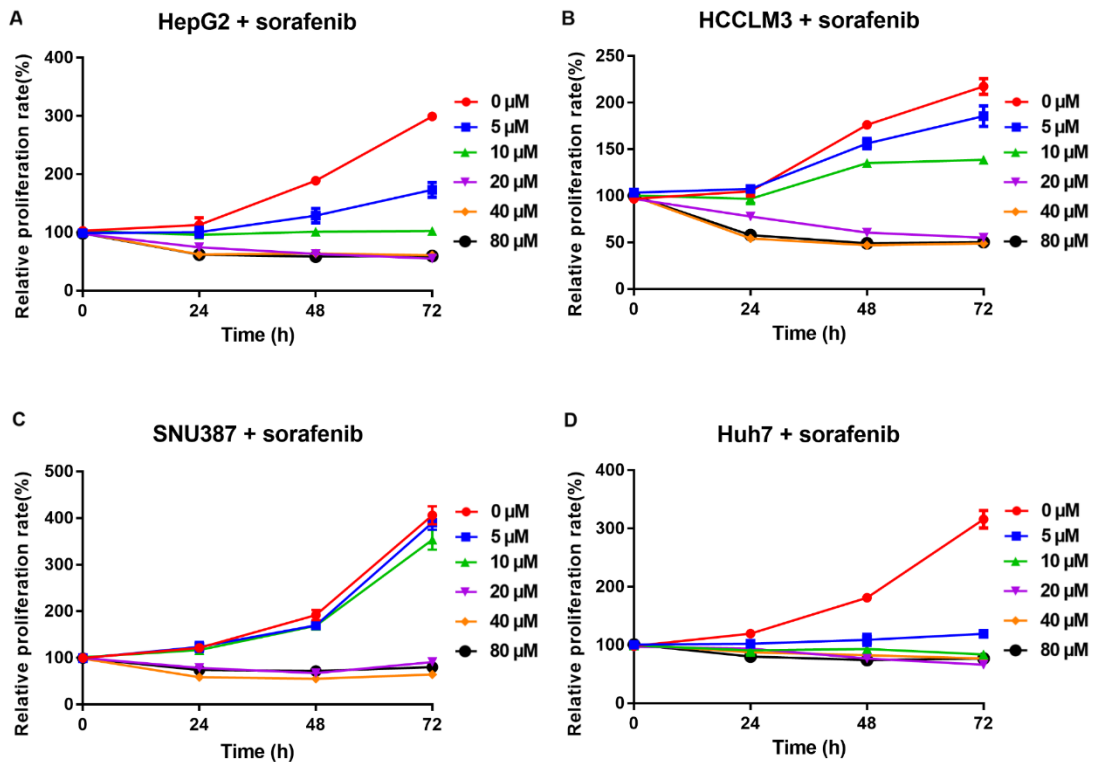 A
HepG2 + sorafenib
Relative proliferation rate(%)
400
300
200
100
0
0
24
48
72
Time (h)
0 μM
5 μM
10 μM
20 μM
40 μM
80 μM
B
HCCLM3 + sorafenib
Relative proliferation rate(%)
250
200
150
100
50
0
0
24
48
72
Time (h)
0 μM
5 μM
10 μM
20 μM
40 μM
80 μM
C
SNU387 + sorafenib
Relative proliferation rate(%)
500
400
300
200
100
0
0
24
48
72
Time (h)
0 μM
5 μM
10 μM
20 μM
40 μM
80 μM
D
Huh7 + sorafenib
Relative proliferation rate(%)
400
300
200
100
0
0
24
48
72
Time (h)
0 μM
5 μM
10 μM
20 μM
40 μM
80 μM